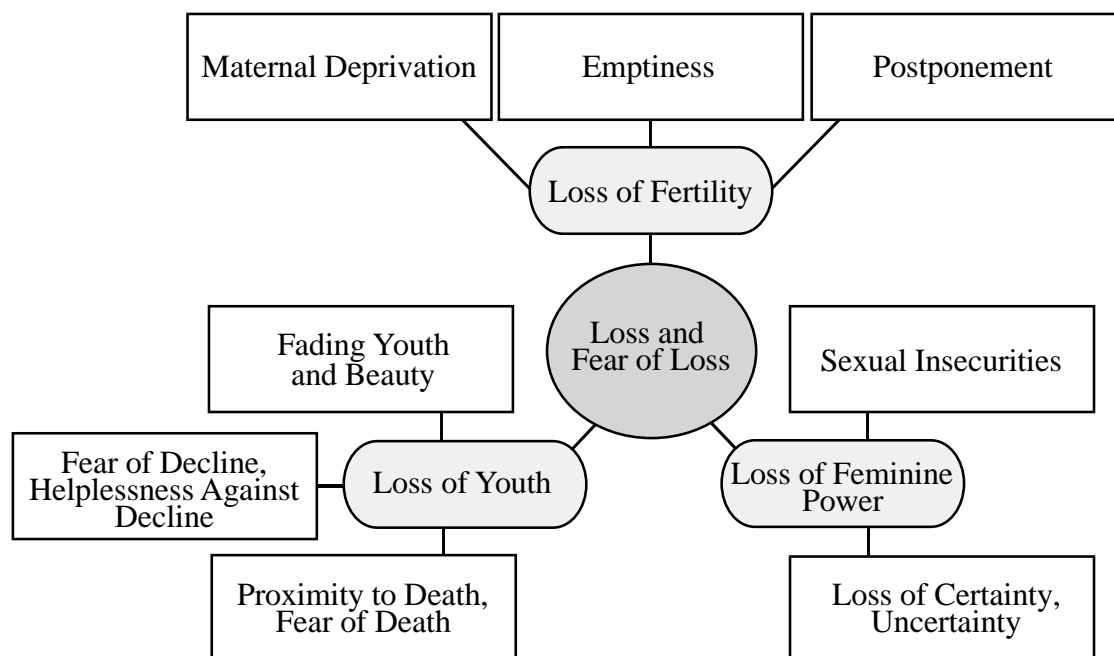 Maternal Deprivation
Emptiness
Postponement
Loss of Fertility
Loss and
Fear of Loss
Fading Youth
and Beauty
Sexual Insecurities
Fear of Decline,
Helplessness Against
Decline
Loss of Youth
Loss of Feminine
Power
Proximity to Death,
Fear of Death
Loss of Certainty,
Uncertainty